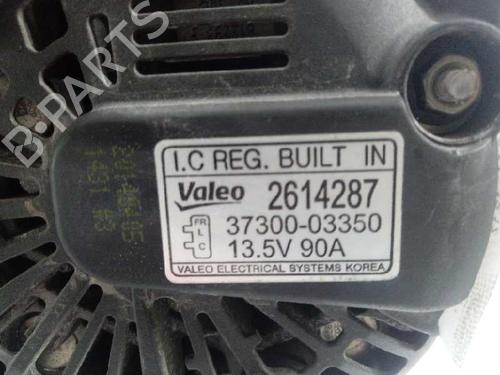 I.C REG. BUILT IN
Valeo 2614287
FR
L
C
37300-03350
13.5V 90A
VALEO ELECTRICAL SYSTEMS KOREA
B-PARTS